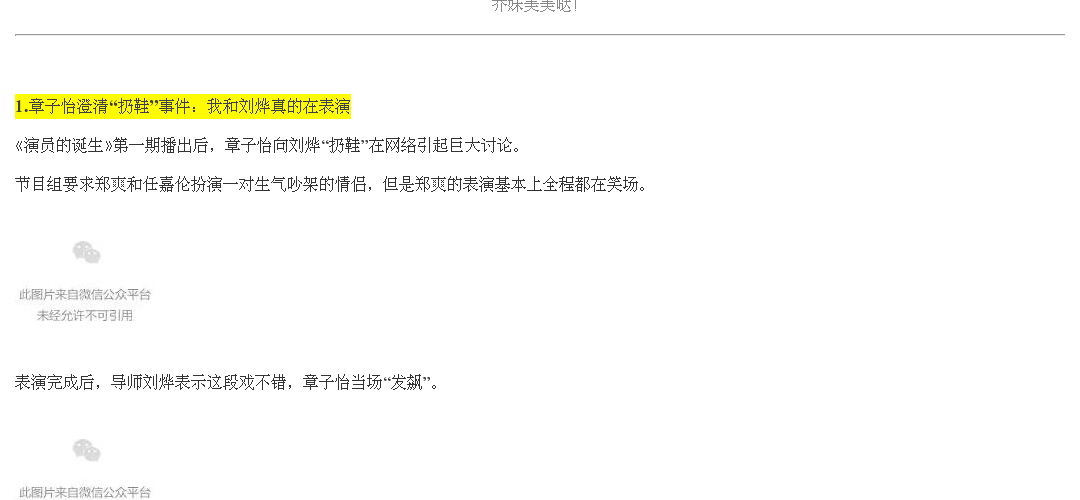 乔妹美美哒！
1.章子怡澄清“扔鞋”事件：我和刘烨真的在表演
《演员的诞生》第一期播出后，章子怡向刘烨“扔鞋”在网络引起巨大讨论。
节目组要求郑爽和任嘉伦扮演一对生气吵架的情侣，但是郑爽的表演基本上全程都在笑场。
此图片来自微信公众平台
未经允许不可引用
表演完成后，导师刘烨表示这段戏不错，章子怡当场“发飙”。
此图片来自微信公众平台